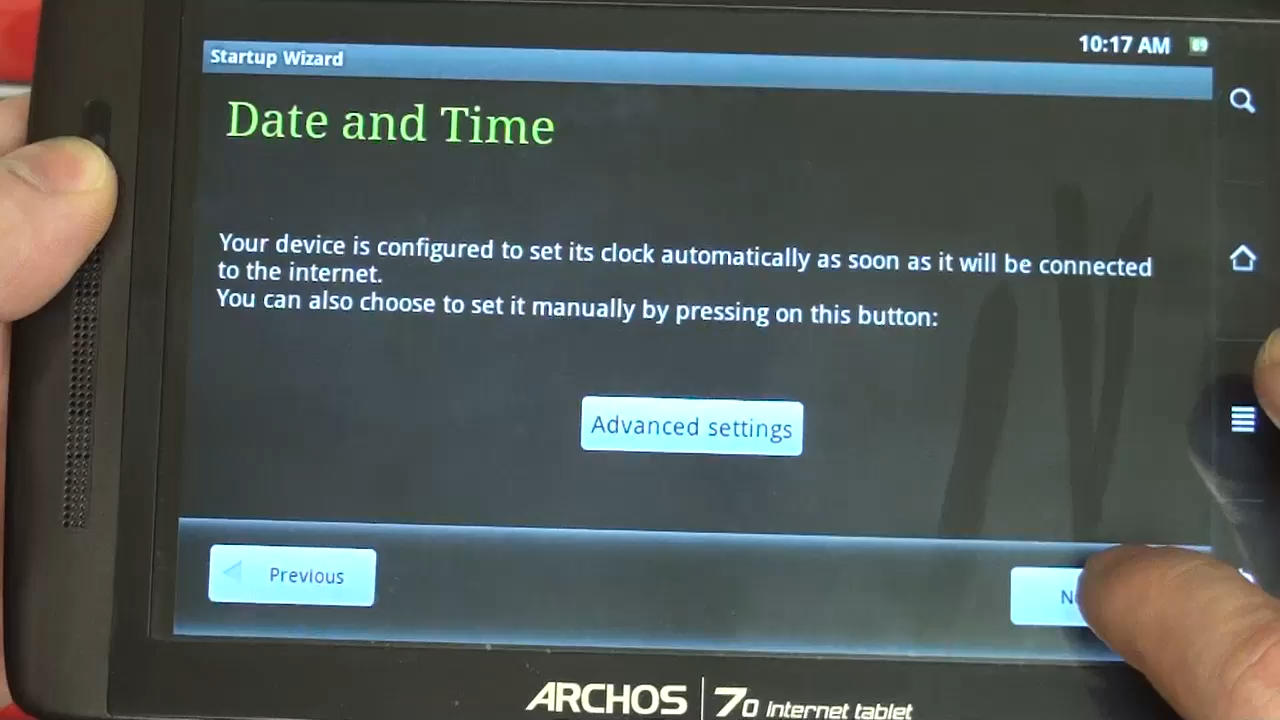 10:17 AM 89
Startup Wizard
Date and Time
Your device is configured to set its clock automatically as soon as it will be connected
to the internet.
You can also choose to set it manually by pressing on this button:
Advanced settings
Previous
ARCHOS 70 internet tablet